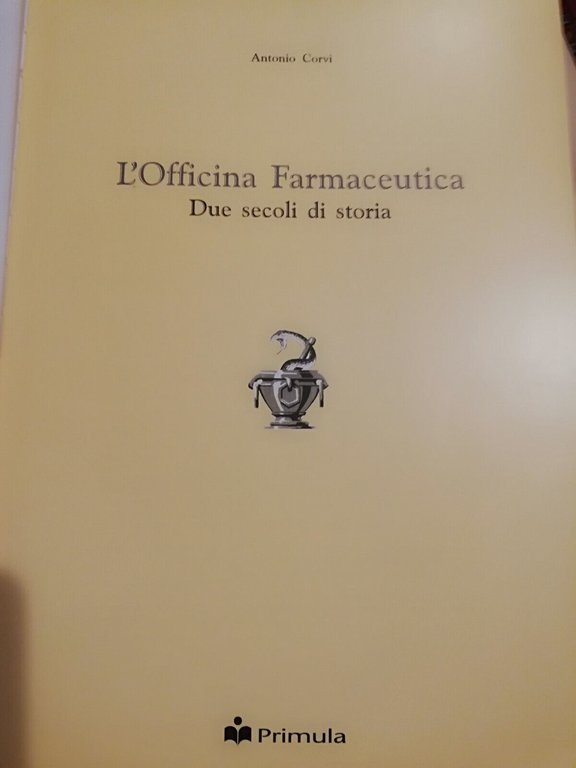 Antonio Corvi
L'Officina Farmaceutica
Due secoli di storia
Primula